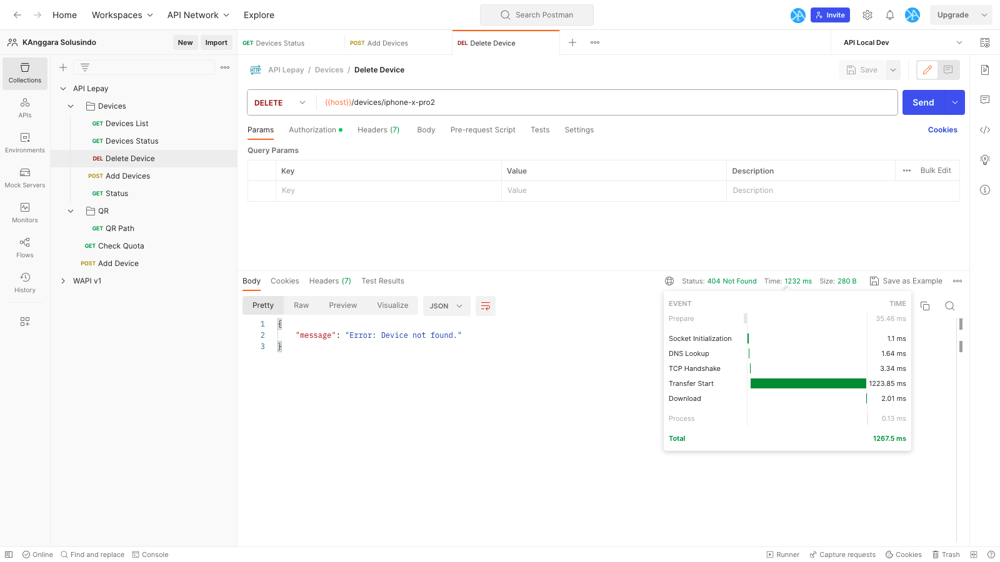 Home Workspaces API Network Explore Search Postman Invite Upgrade
KAnggara Solusindo New Import GET Devices Status POST Add Devices DEL Delete Device API Local Dev
Collections
APIs
Environments
Mock Servers
Monitors
Flows
History
API Lepay
Devices
GET Devices List
GET Devices Status
DEL Delete Device
POST Add Devices
GET Status
QR
GET QR Path
GET Check Quota
POST Add Device
WAPI v1
HTTP API Lepay / Devices / Delete Device Save
DELETE {{host}}/devices/iphone-x-pro2 Send
Params Authorization Headers (7) Body Pre-request Script Tests Settings Cookies
Query Params
Key Value Description Bulk Edit
Key Value Description
Body Cookies Headers (7) Test Results Status: 404 Not Found Time: 1232 ms Size: 280 B Save as Example
Pretty Raw Preview Visualize JSON
1 {
2 "message": "Error: Device not found."
3 }
EVENT TIME
Prepare 35.46 ms
Socket Initialization 1.1 ms
DNS Lookup 1.64 ms
TCP Handshake 3.34 ms
Transfer Start 1223.85 ms
Download 2.01 ms
Process 0.13 ms
Total 1267.5 ms
Online Find and replace Console Runner Capture requests Cookies Trash